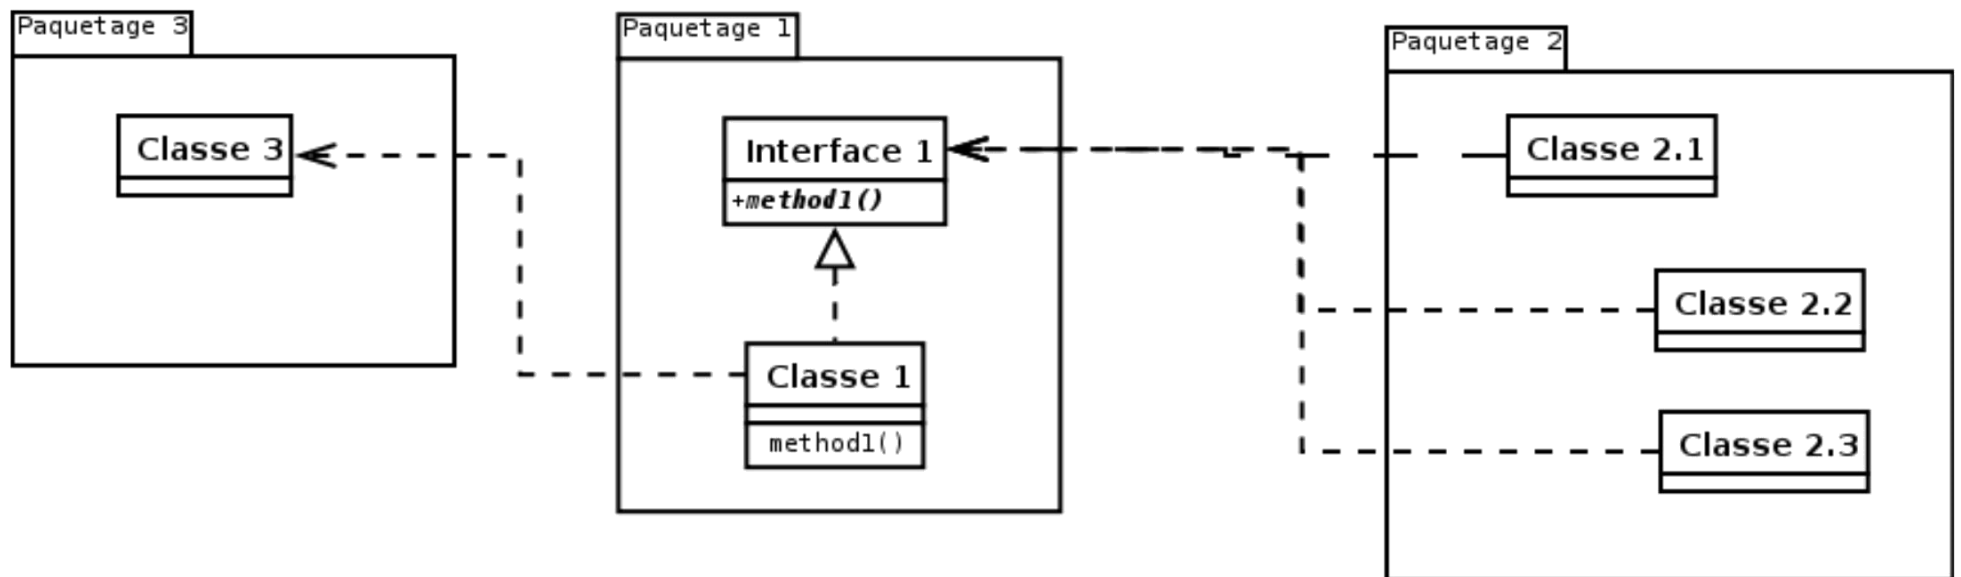 Paquetage 3
Classe 3
Paquetage 1
Interface 1
+method1()
Classe 1
method1()
Paquetage 2
Classe 2.1
Classe 2.2
Classe 2.3